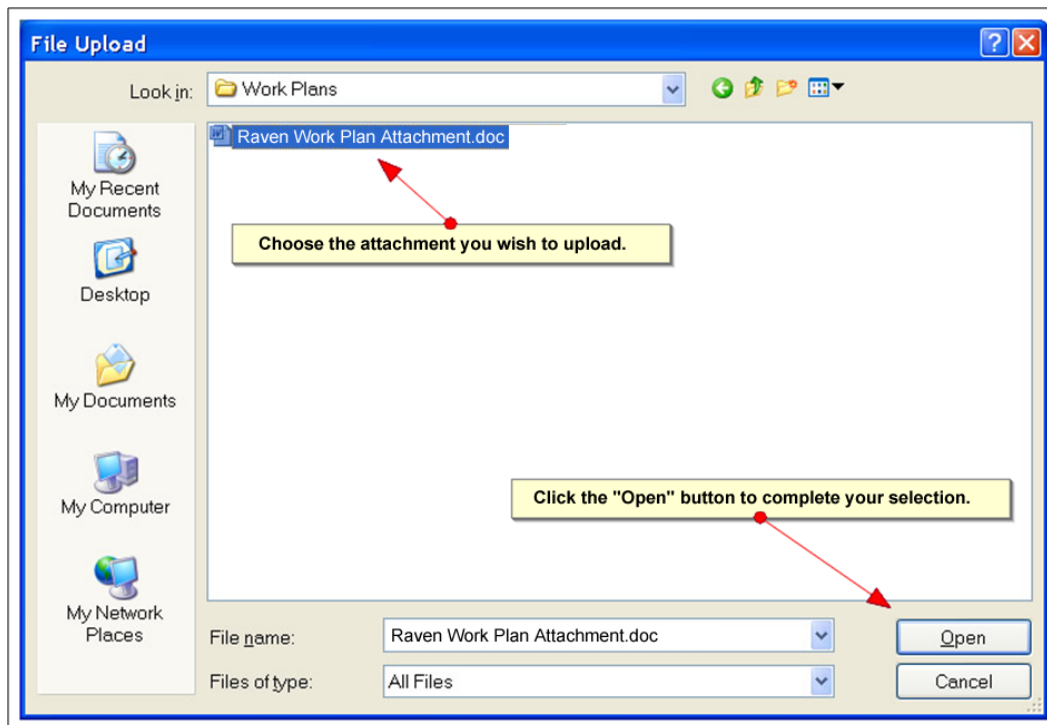 File Upload
Look in:
Work Plans
Raven Work Plan Attachment.doc
Choose the attachment you wish to upload.
My Recent
Documents
Desktop
My Documents
My Computer
My Network
Places
Click the "Open" button to complete your selection.
File name:
Raven Work Plan Attachment.doc
Open
Files of type:
All Files
Cancel